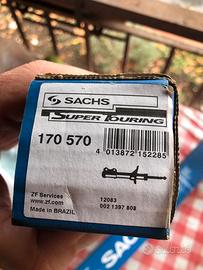 SACHS
SUPER TOURING
170 570
4 013872 152285
ZF Services
www.zf.com
Made in BRAZIL
12083
002 1397 808
SACHS